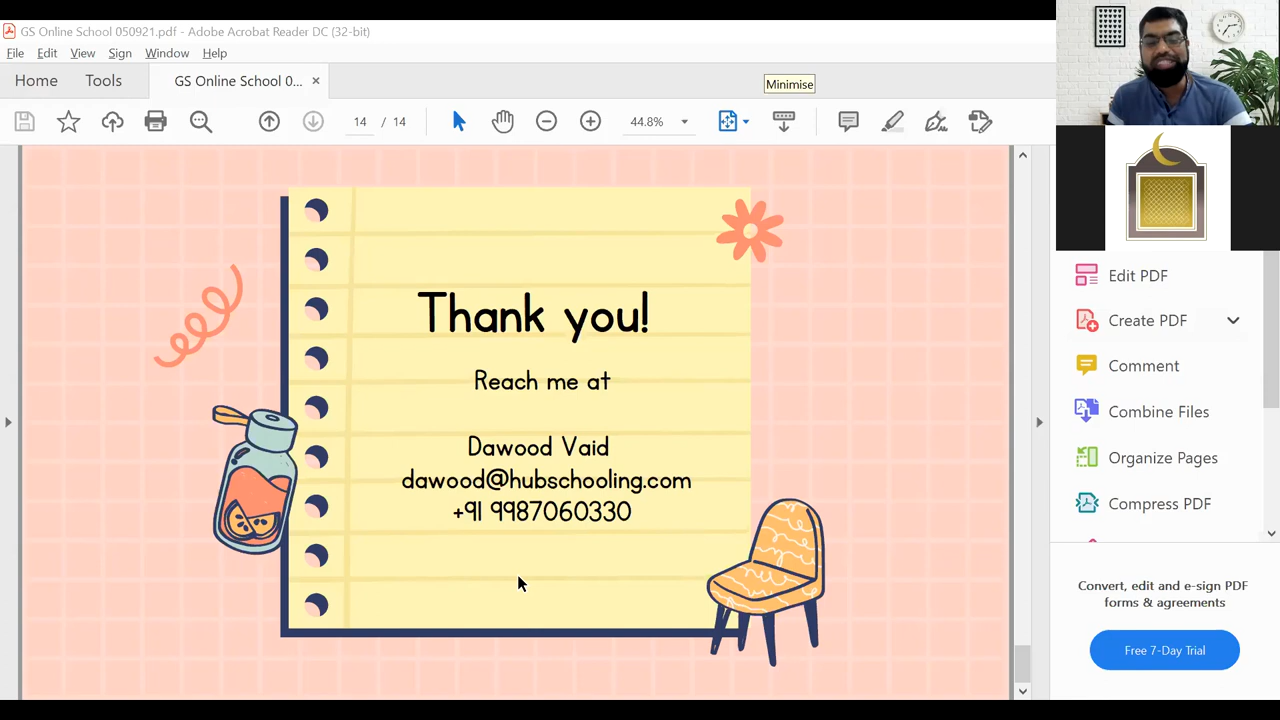 GS Online School 050921.pdf - Adobe Acrobat Reader DC (32-bit)
File Edit View Sign Window Help
Home Tools GS Online School 0... ×
Minimise
14 / 14 44.8%
Thank you!
Reach me at
Dawood Vaid
dawood@hubschooling.com
+91 9987060330
Edit PDF
Create PDF
Comment
Combine Files
Organize Pages
Compress PDF
Convert, edit and e-sign PDF
forms & agreements
Free 7-Day Trial